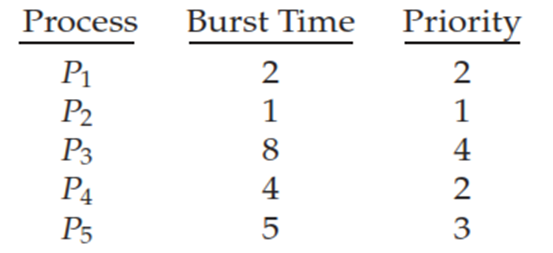 Process Burst Time Priority
P1 2 2
P2 1 1
P3 8 4
P4 4 2
P5 5 3